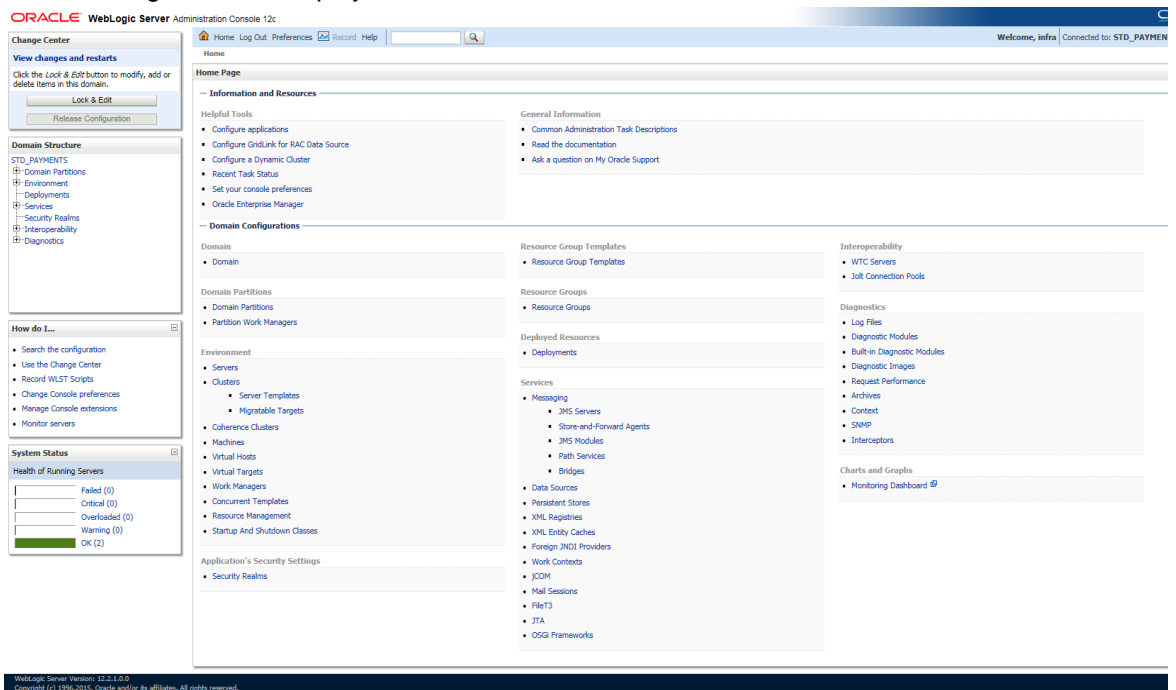 ORACLE WebLogic Server Administration Console 12c
Change Center
View changes and restarts
Click the Lock & Edit button to modify, add or
delete items in this domain.
Lock & Edit
Release Configuration
Domain Structure
STD_PAYMENTS
Domain Partitions
Environment
Deployments
Services
Security Realms
Interoperability
Diagnostics
How do I...
Search the configuration
Use the Change Center
Record WLST Scripts
Change Console preferences
Manage Console extensions
Monitor servers
System Status
Health of Running Servers
Failed (0)
Critical (0)
Overloaded (0)
Warning (0)
OK (2)
Home Log Out Preferences Record Help
Welcome, infra Connected to: STD_PAYMEN
Home
Home Page
Information and Resources
Helpful Tools
Configure applications
Configure GridLink for RAC Data Source
Configure a Dynamic Cluster
Recent Task Status
Set your console preferences
Oracle Enterprise Manager
General Information
Common Administration Task Descriptions
Read the documentation
Ask a question on My Oracle Support
Domain Configurations
Domain
Domain
Domain Partitions
Domain Partitions
Partition Work Managers
Environment
Servers
Clusters
Server Templates
Migratable Targets
Coherence Clusters
Machines
Virtual Hosts
Virtual Targets
Work Managers
Concurrent Templates
Resource Management
Startup And Shutdown Classes
Application's Security Settings
Security Realms
Resource Group Templates
Resource Group Templates
Resource Groups
Resource Groups
Deployed Resources
Deployments
Services
Messaging
JMS Servers
Store-and-Forward Agents
JMS Modules
Path Services
Bridges
Data Sources
Persistent Stores
XML Registries
XML Entity Caches
Foreign JNDI Providers
Work Contexts
jCOM
Mail Sessions
FileT3
JTA
OSGi Frameworks
Interoperability
WTC Servers
Jolt Connection Pools
Diagnostics
Log Files
Diagnostic Modules
Built-in Diagnostic Modules
Diagnostic Images
Request Performance
Archives
Context
SNMP
Interceptors
Charts and Graphs
Monitoring Dashboard
WebLogic Server Version: 12.2.1.0.0
Copyright (c) 1996,2015, Oracle and/or its affiliates. All rights reserved.